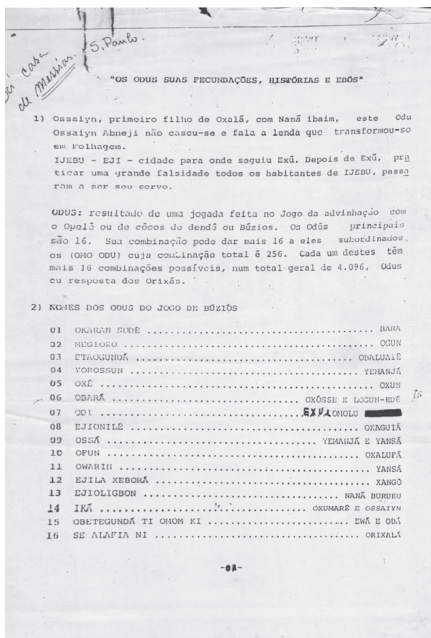 S. Paulo.
casa
de Messias.
"OS ODUS SUAS FECUNDAÇÕES, HISTÓRIAS E EBÓS"
1) Ossaiyn, primeiro filho de Oxalá, com Nanã ibaim, este Odu
Ossaiyn Abneji não casou-se e fala a lenda que transformou-so
em Folhagem.
IJEBU - EJI - cidade para onde seguiu Exú. Depois de Exú, pra
ticar uma grande falsidade todos os habitantes de IJEBU, passa
ram a ser seu servo.
ODUS: resultado de uma jogada feita no Jogo da advinhação com
o Opelô ou de côcos de dendê ou Búzios. Os Odús principais
são 16. Sua combinação pode dar mais 16 a eles subordinados,
os (OMO ODU) cuja combinação total é 256. Cada um destes têm
mais 16 combinações possíveis, num total geral de 4.096, Odus
ou resposta dos Orixás.
2) NOMES DOS ODUS DO JOGO DE BÚZIOS
01 OKARAN SODÉ ........ BARA
02 MEGIOKO ........ OGUN
03 ETAOGUNDÁ ........ OBALUAIÊ
04 YOROSSUN ........ YEMANJÁ
05 OXÉ ........ OXUN
06 OBARÁ ........ OXÓSSE E LOGUN-EDÉ
07 ODI ........ EXU, OMOLU
08 EJIONILÊ ........ OXAGUIÃ
09 OSSÁ ........ YEMANJÁ E YANSÃ
10 OFUN ........ OXALUFÃ
11 OWARIN ........ YANSÃ
12 EJILA XEBORÁ ........ XANGÔ
13 EJIOLIGBON ........ NANÃ BURUKU
14 IKÁ ........ OXUMARÊ E OSSAIYN
15 OBETEGUNDÁ TI OMOM KI ........ EWÁ E OBÁ
16 SE ALAFIA NI ........ ORIXALÁ